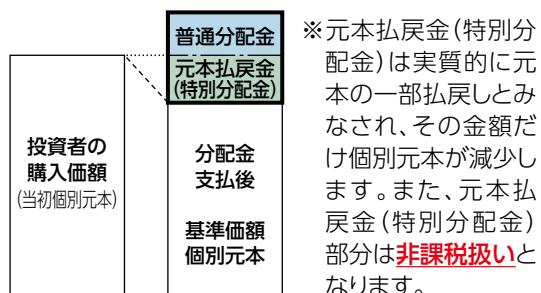 普通分配金
元本払戻金
(特別分配金)
投資者の
購入価額
(当初個別元本)
分配金
支払後
基準価額
個別元本
※元本払戻金(特別分
配金)は実質的に元
本の一部払戻しとみ
なされ、その金額だ
け個別元本が減少し
ます。また、元本払
戻金(特別分配金)
部分は非課税扱いと
なります。